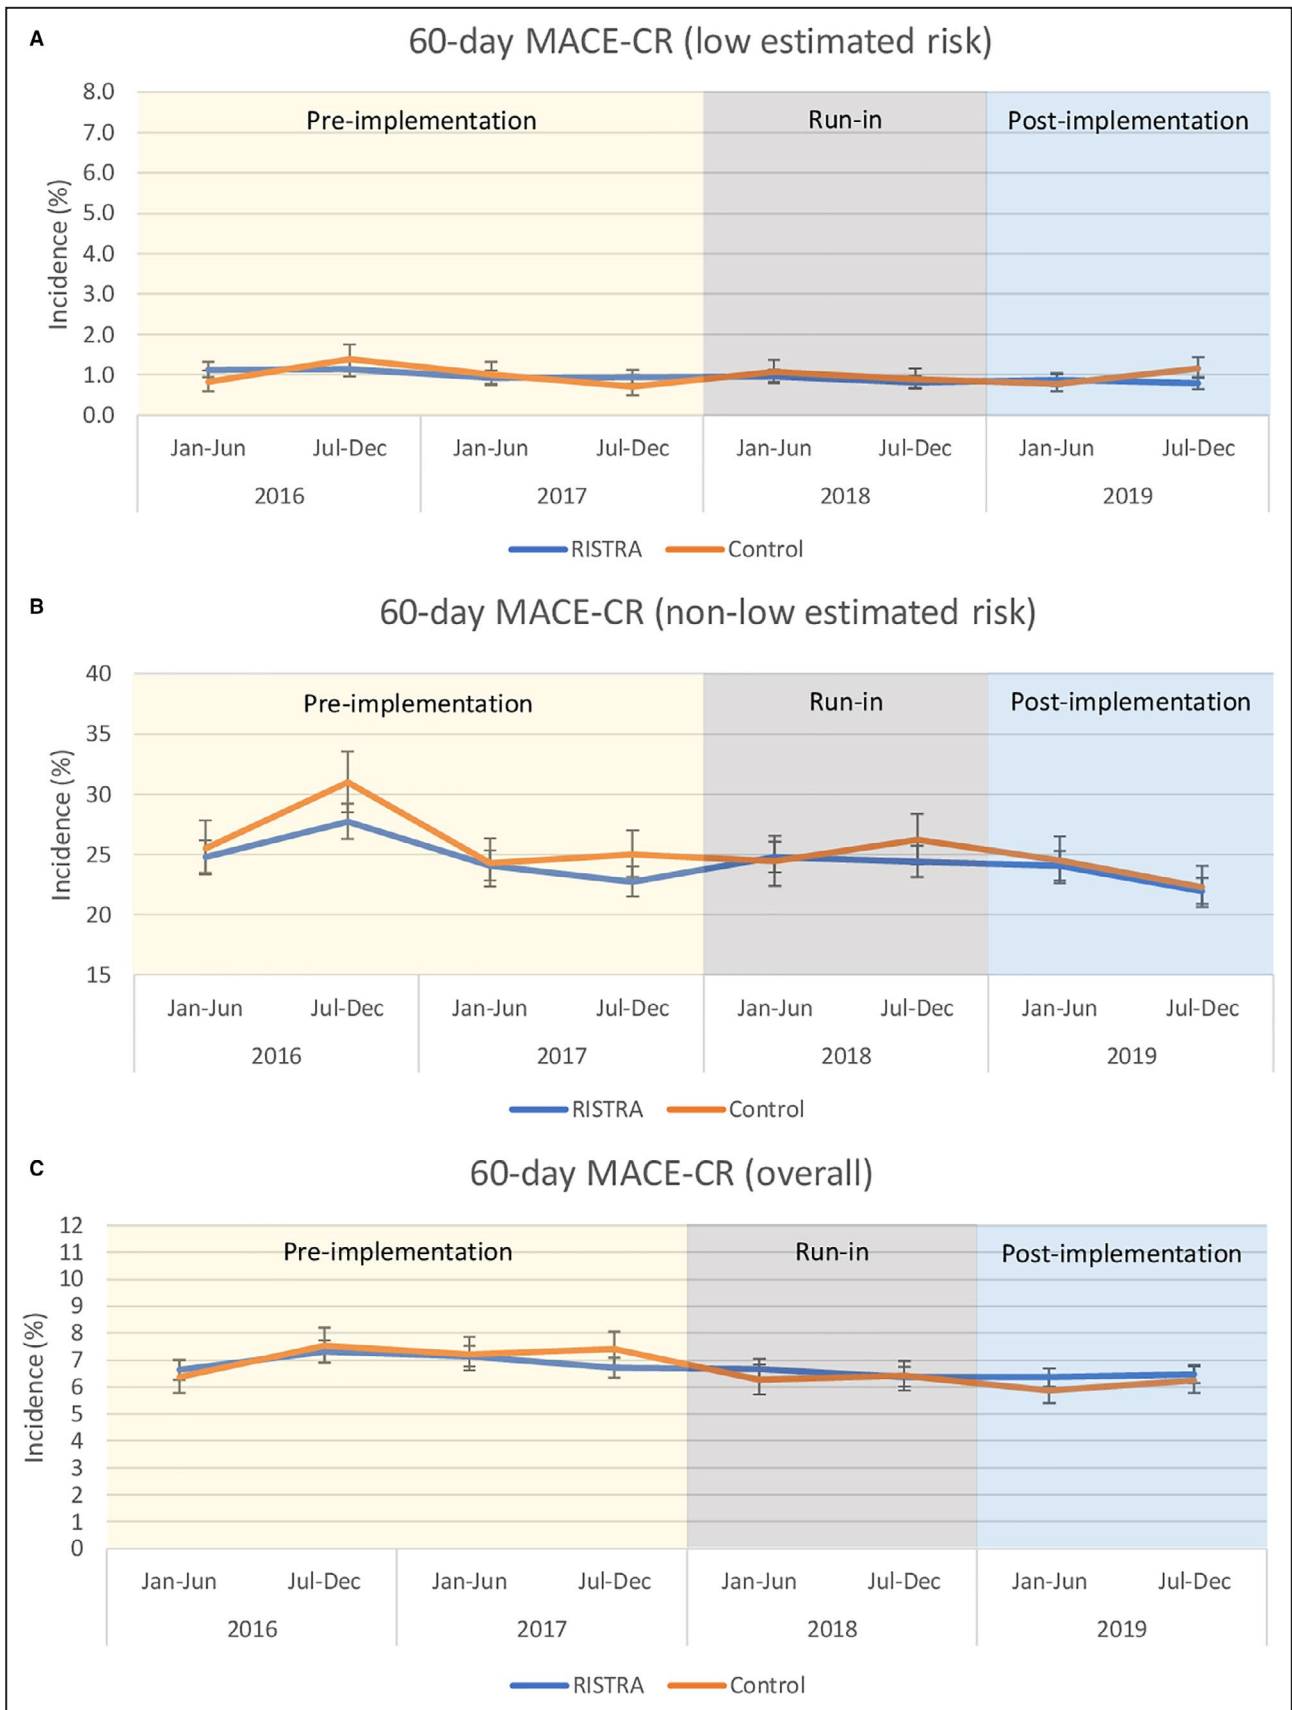 A
60-day MACE-CR (low estimated risk)
8.0
Pre-implementation Run-in Post-implementation
7.0
6.0
5.0
4.0
3.0
2.0
1.0
0.0
Incidence (%)
Jan-Jun Jul-Dec Jan-Jun Jul-Dec Jan-Jun Jul-Dec Jan-Jun Jul-Dec
2016 2017 2018 2019
RISTRA Control
B
60-day MACE-CR (non-low estimated risk)
40
Pre-implementation Run-in Post-implementation
35
30
25
20
15
Incidence (%)
Jan-Jun Jul-Dec Jan-Jun Jul-Dec Jan-Jun Jul-Dec Jan-Jun Jul-Dec
2016 2017 2018 2019
RISTRA Control
C
60-day MACE-CR (overall)
12
Pre-implementation Run-in Post-implementation
11
10
9
8
7
6
5
4
3
2
1
0
Incidence (%)
Jan-Jun Jul-Dec Jan-Jun Jul-Dec Jan-Jun Jul-Dec Jan-Jun Jul-Dec
2016 2017 2018 2019
RISTRA Control